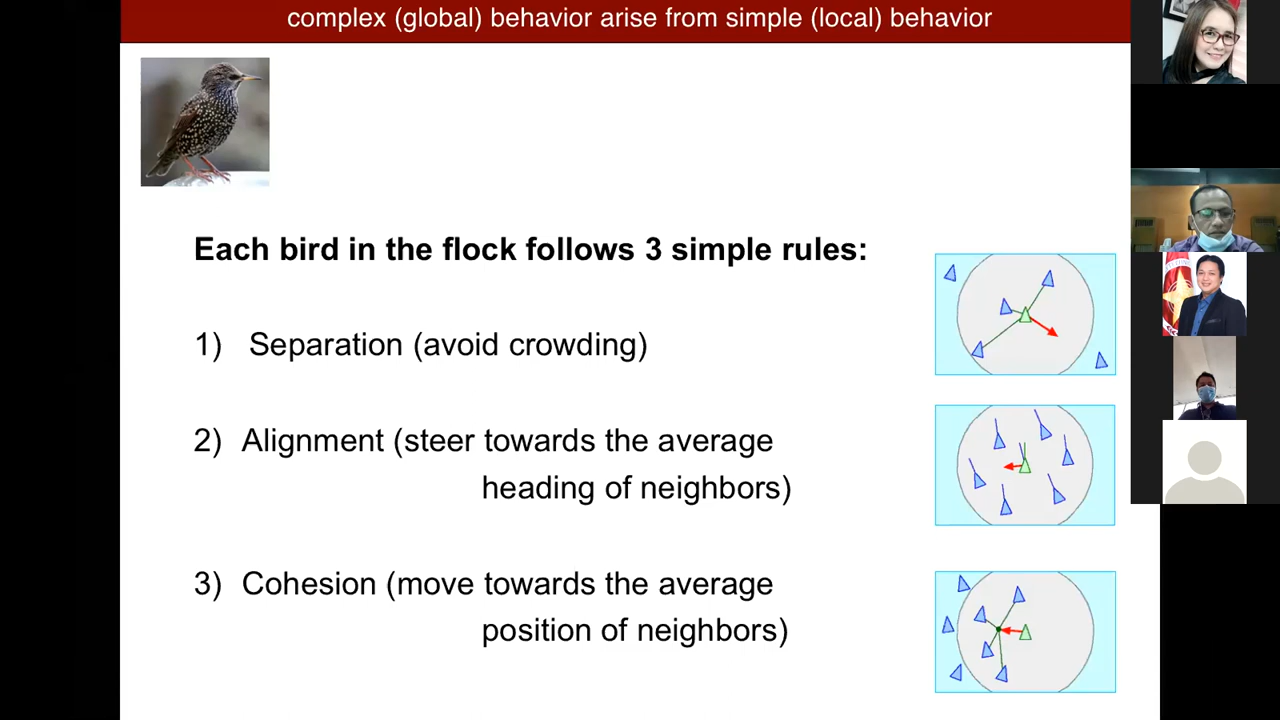 complex (global) behavior arise from simple (local) behavior
Each bird in the flock follows 3 simple rules:
1) Separation (avoid crowding)
2) Alignment (steer towards the average
heading of neighbors)
3) Cohesion (move towards the average
position of neighbors)